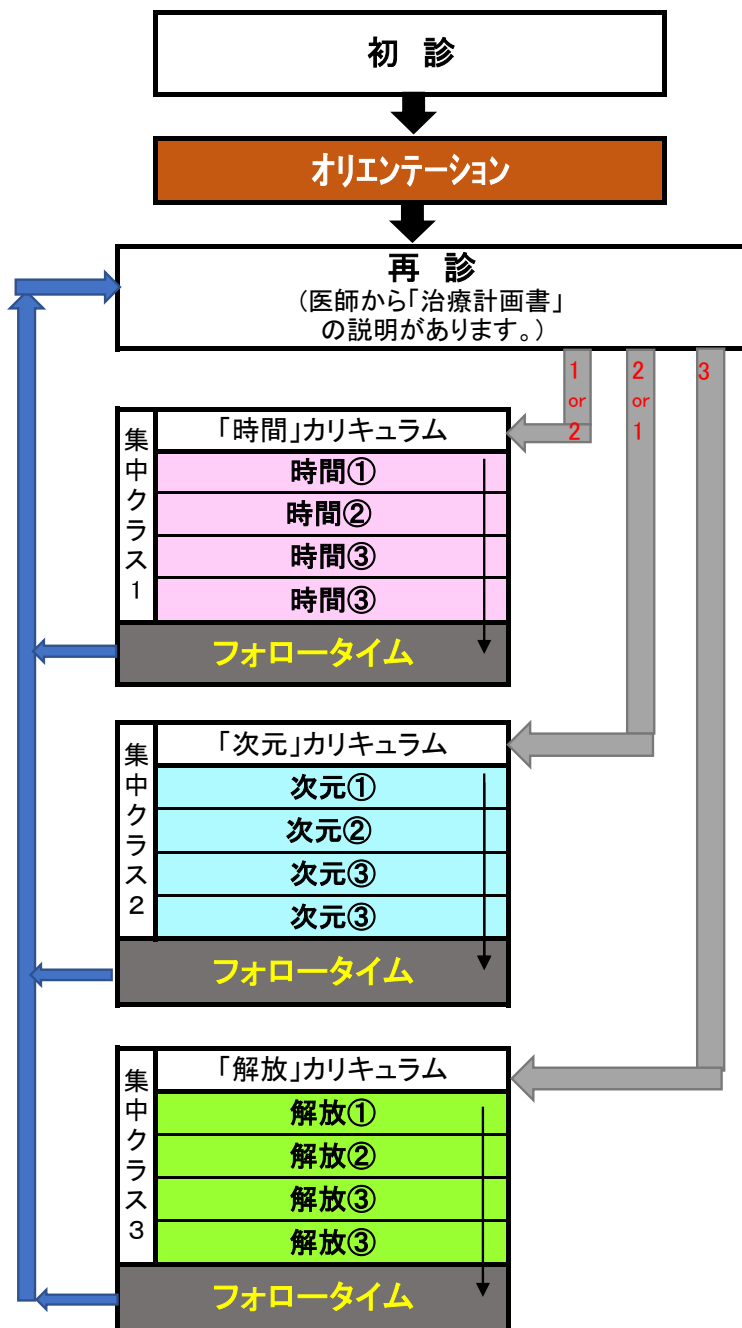 初　診
オリエンテーション
再　診
（医師から「治療計画書」
の説明があります。）
1
or
2
2
or
1
3
集中クラス1
「時間」カリキュラム
時間①
時間②
時間③
時間③
フォロータイム
集中クラス２
「次元」カリキュラム
次元①
次元②
次元③
次元③
フォロータイム
集中クラス３
「解放」カリキュラム
解放①
解放②
解放③
解放③
フォロータイム